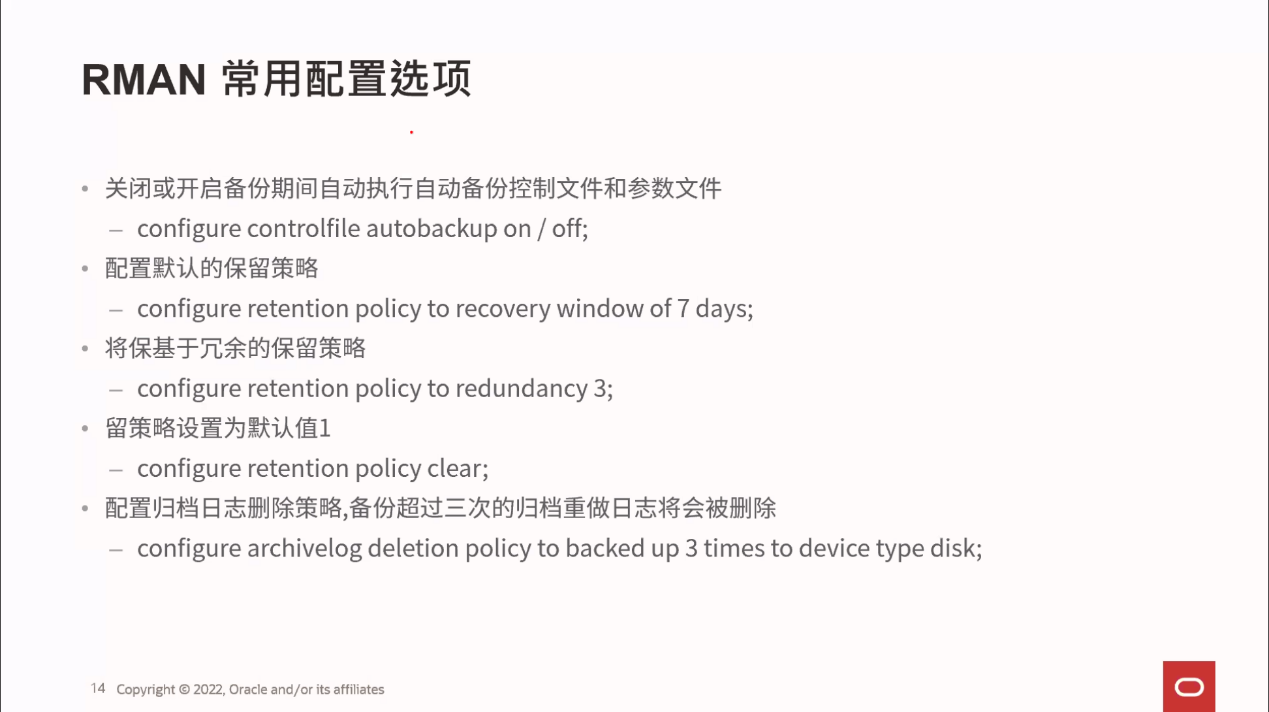 RMAN 常用配置选项
• 关闭或开启备份期间自动执行自动备份控制文件和参数文件
– configure controlfile autobackup on / off;
• 配置默认的保留策略
– configure retention policy to recovery window of 7 days;
• 将保基于冗余的保留策略
– configure retention policy to redundancy 3;
• 留策略设置为默认值1
– configure retention policy clear;
• 配置归档日志删除策略,备份超过三次的归档重做日志将会被删除
– configure archivelog deletion policy to backed up 3 times to device type disk;
14 Copyright © 2022, Oracle and/or its affiliates